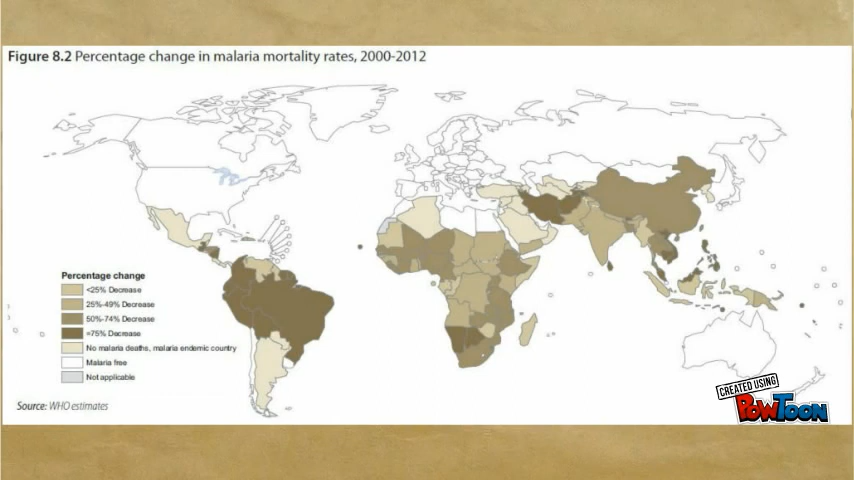 Figure 8.2 Percentage change in malaria mortality rates, 2000-2012
Percentage change
<25% Decrease
25%-49% Decrease
50%-74% Decrease
=75% Decrease
No malaria deaths, malaria endemic country
Malaria free
Not applicable
Source: WHO estimates
CREATED USING
POWTOON